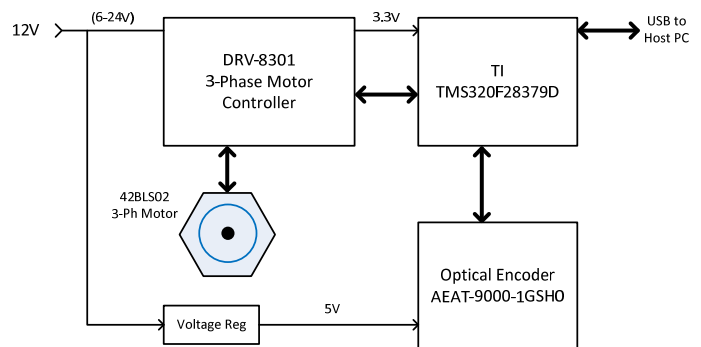 12V
(6-24V)
DRV-8301
3-Phase Motor
Controller
3.3V
TI
TMS320F28379D
USB to
Host PC
42BLS02
3-Ph Motor
Optical Encoder
AEAT-9000-1GSH0
Voltage Reg
5V